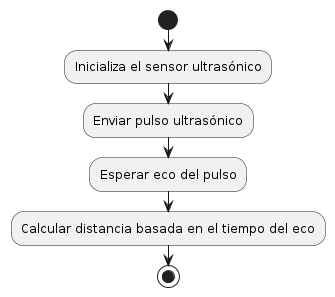 Inicializa el sensor ultrasónico
Enviar pulso ultrasónico
Esperar eco del pulso
Calcular distancia basada en el tiempo del eco